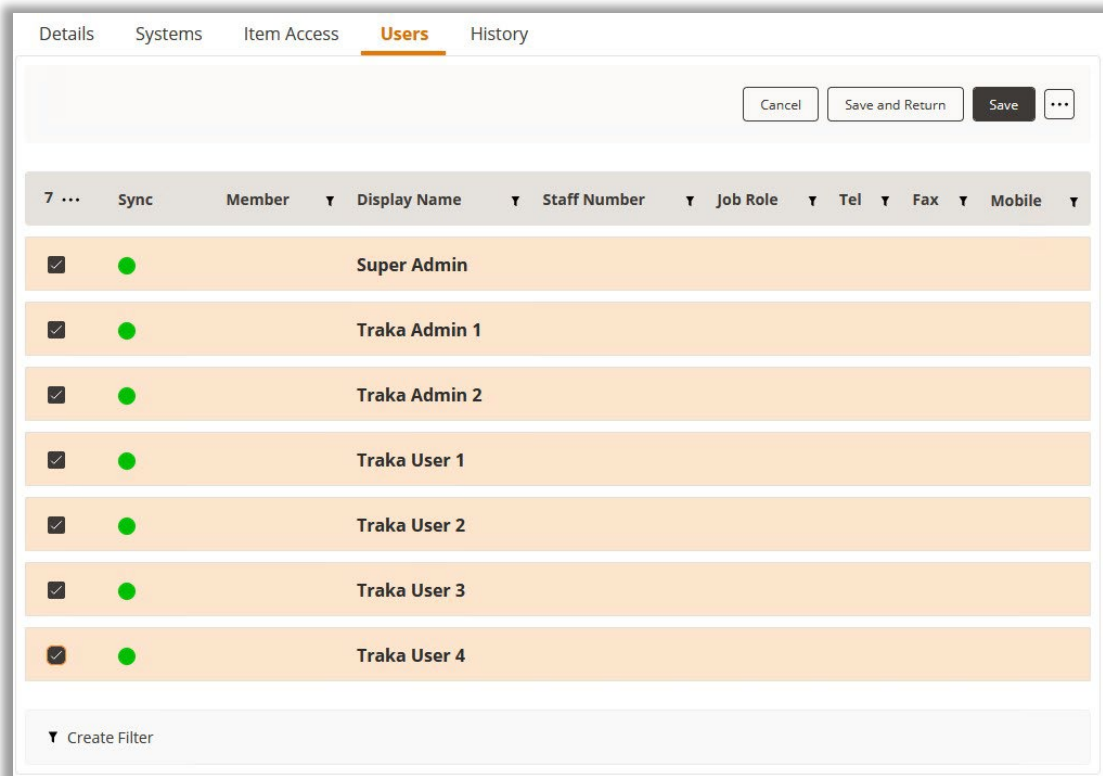 Details Systems Item Access Users History
Cancel Save and Return Save ...
7 ... Sync Member Display Name Staff Number Job Role Tel Fax Mobile
Super Admin
Traka Admin 1
Traka Admin 2
Traka User 1
Traka User 2
Traka User 3
Traka User 4
Create Filter